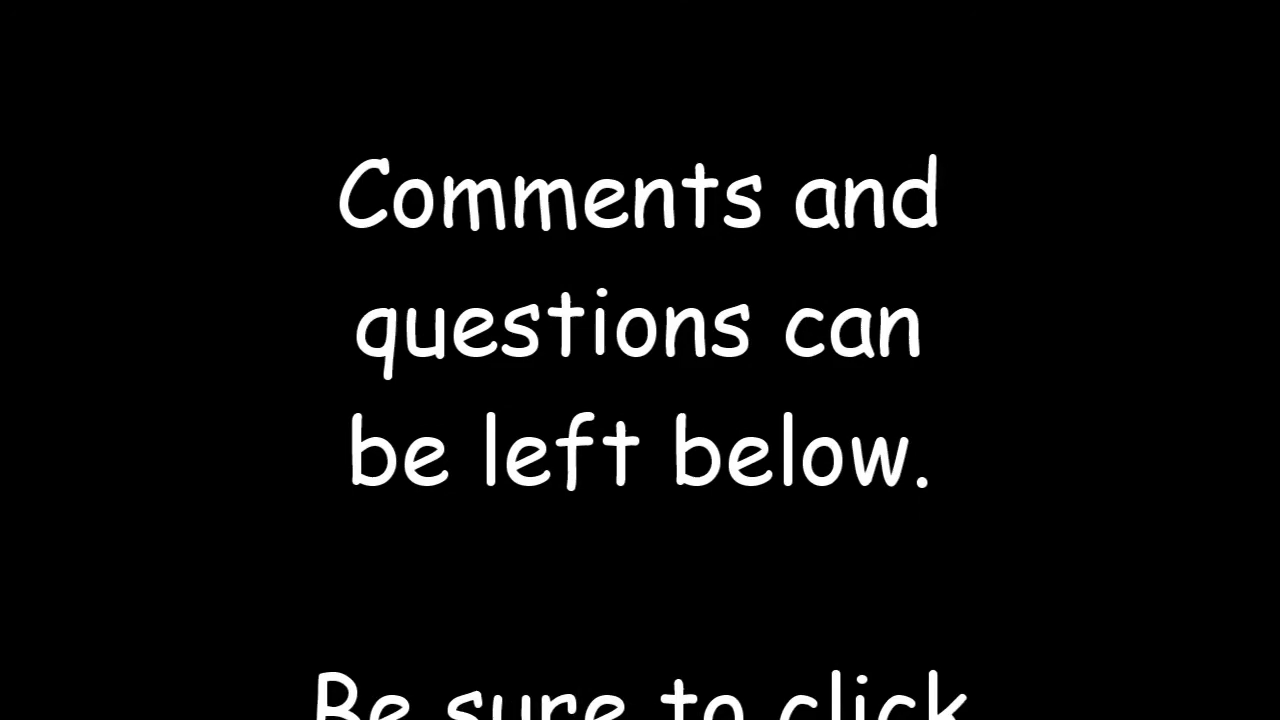 Comments and
questions can
be left below.
Be sure to click